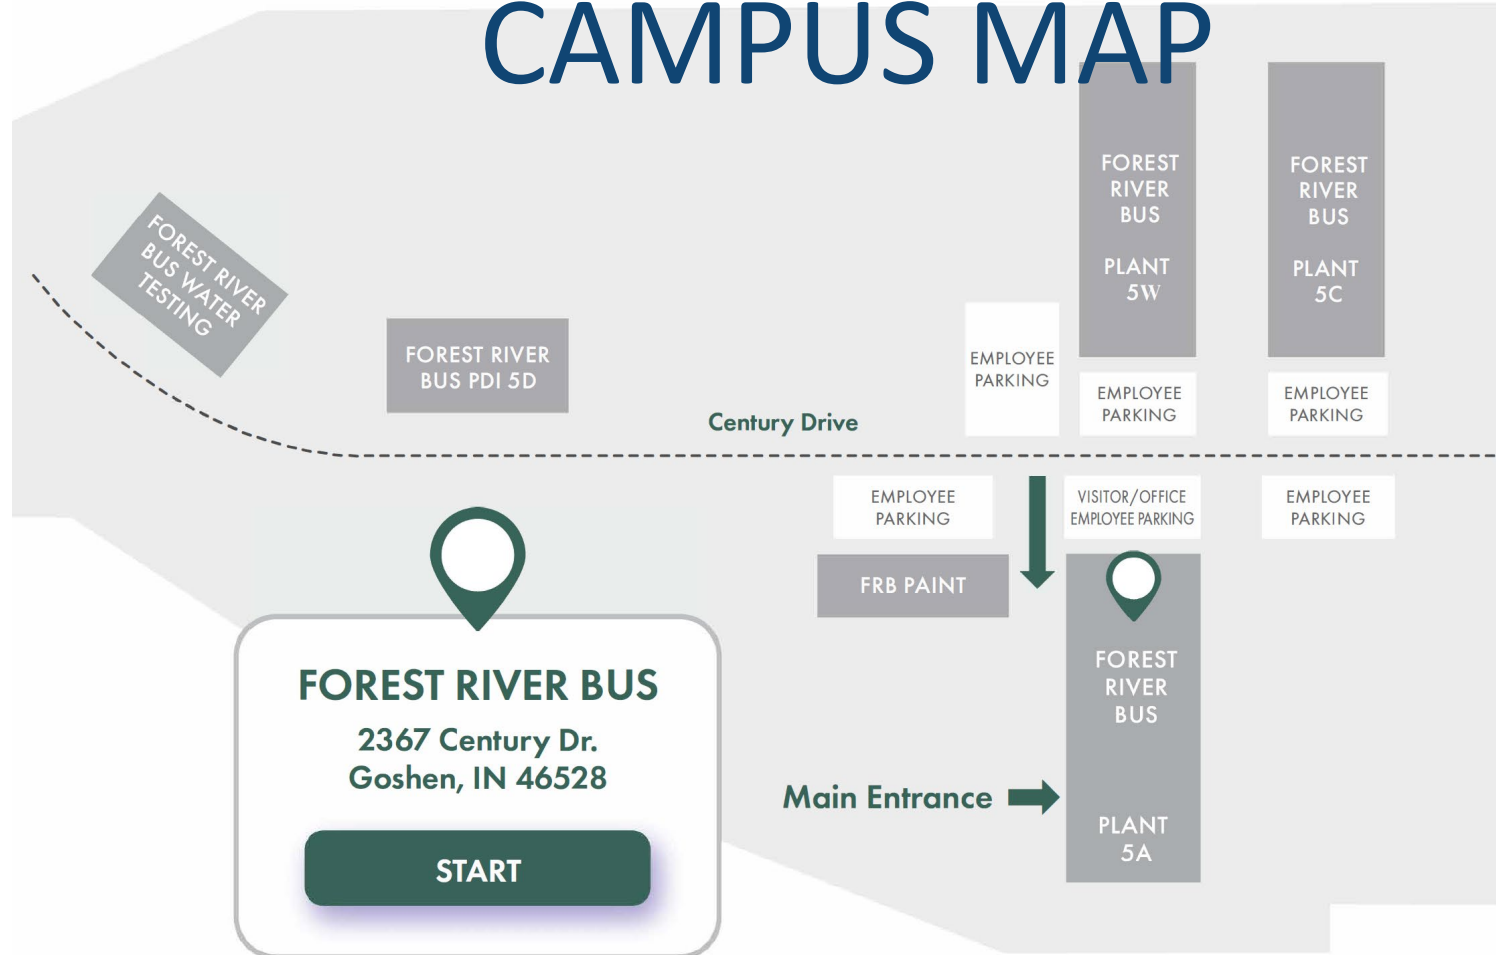 CAMPUS MAP
FOREST
RIVER
BUS
PLANT
5W
FOREST
RIVER
BUS
PLANT
5C
FOREST RIVER
BUS WATER
TESTING
FOREST RIVER
BUS PDI 5D
EMPLOYEE
PARKING
EMPLOYEE
PARKING
EMPLOYEE
PARKING
Century Drive
EMPLOYEE
PARKING
VISITOR/OFFICE
EMPLOYEE PARKING
EMPLOYEE
PARKING
FRB PAINT
FOREST
RIVER
BUS
PLANT
5A
Main Entrance
FOREST RIVER BUS
2367 Century Dr.
Goshen, IN 46528
START